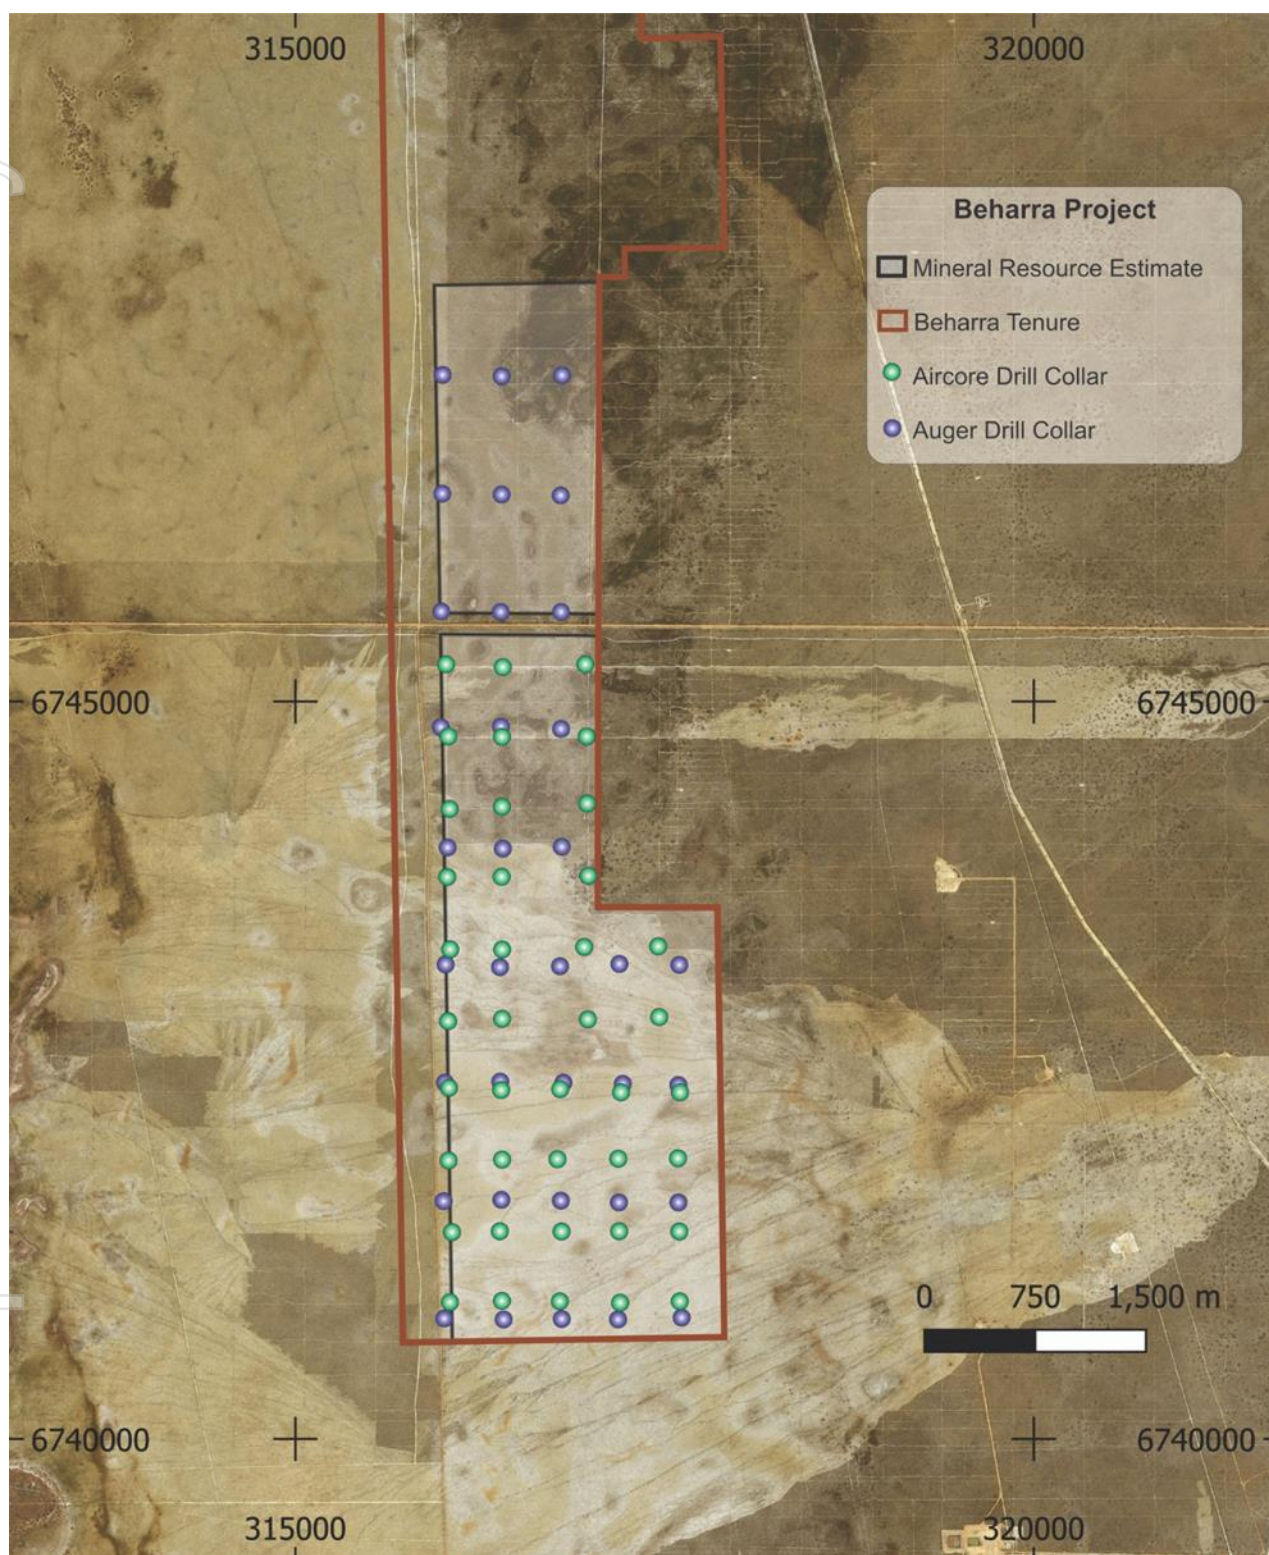 315000
320000
Beharra Project
Mineral Resource Estimate
Beharra Tenure
Aircore Drill Collar
Auger Drill Collar
6745000
6745000
0 750 1,500 m
6740000
6740000
315000
320000